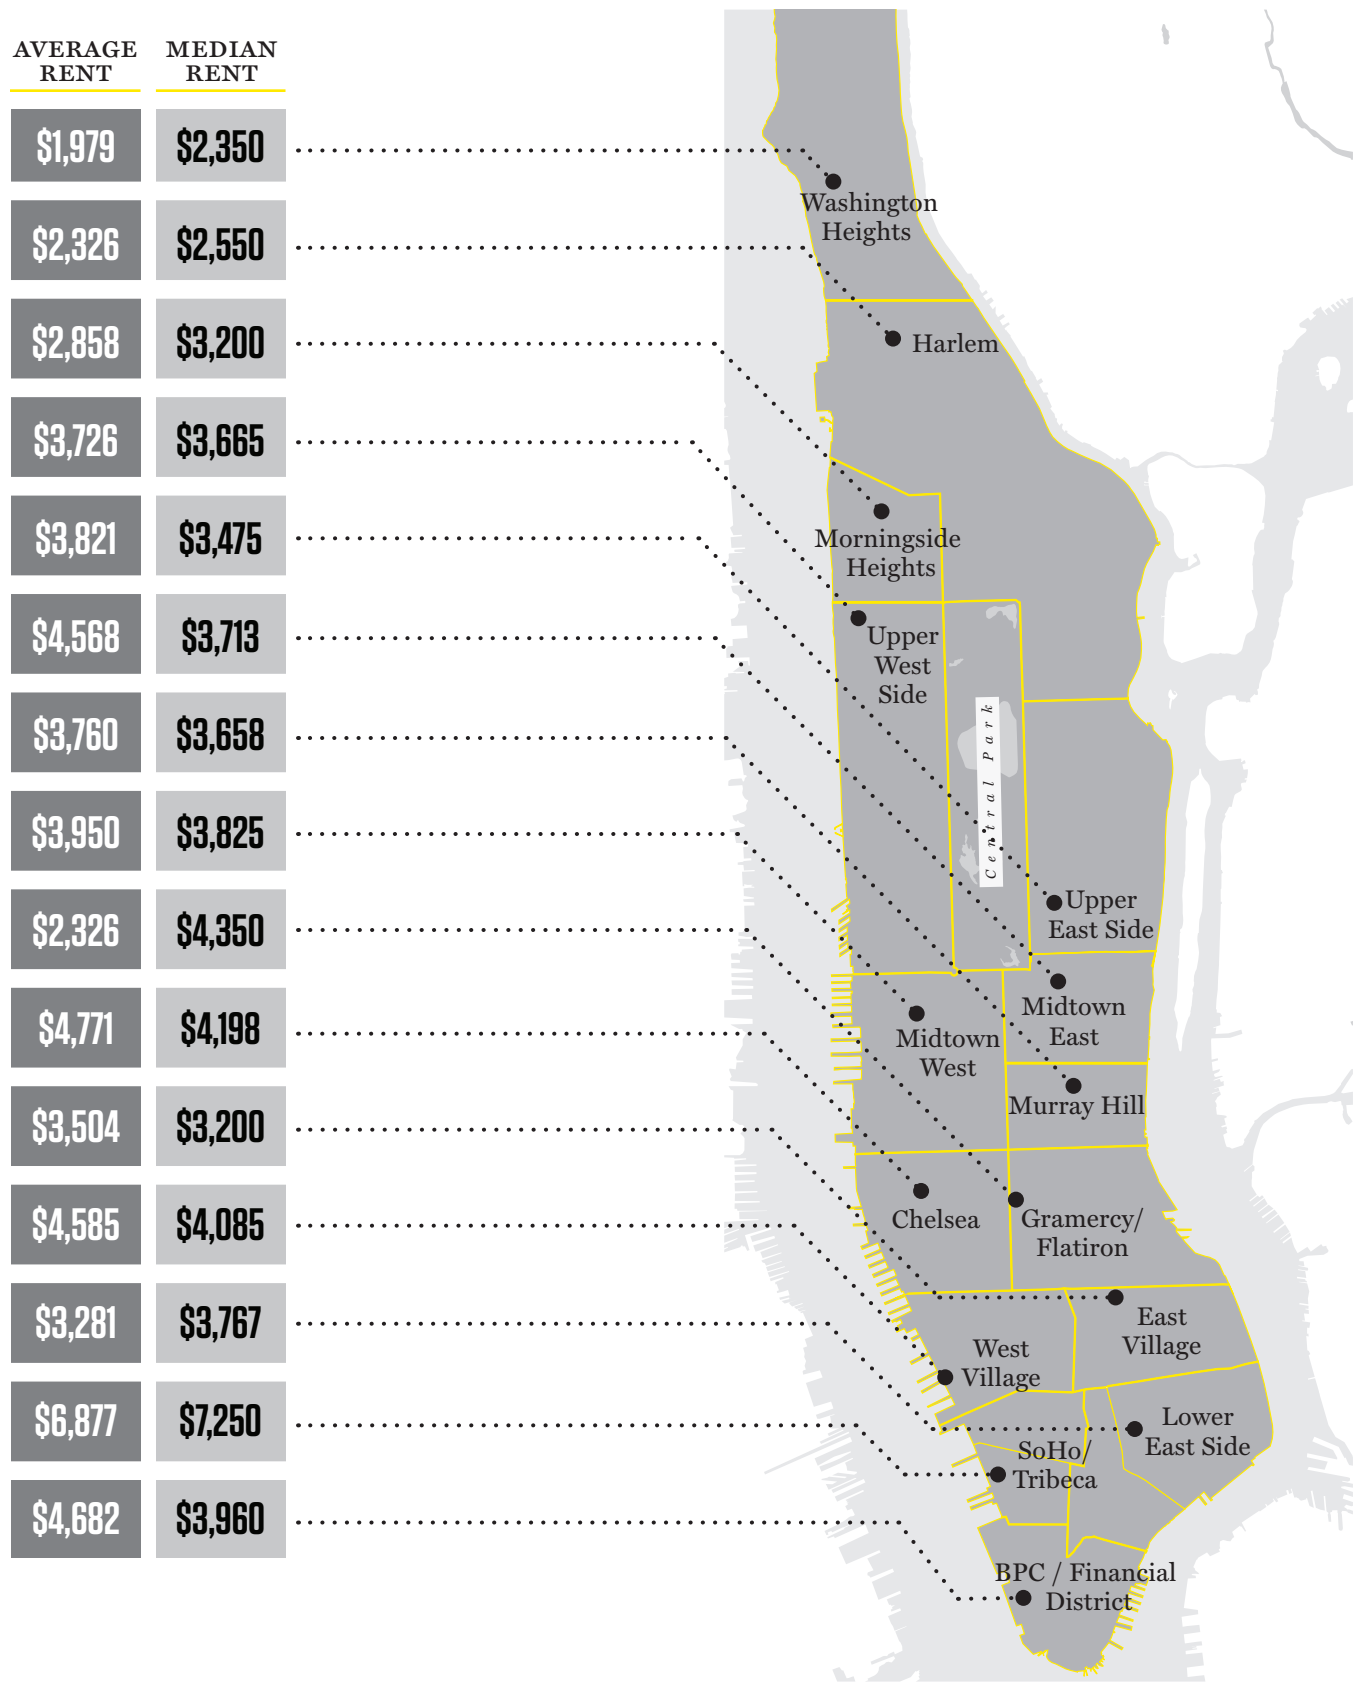 AVERAGE
RENT
MEDIAN
RENT
$1,979 $2,350
$2,326 $2,550
$2,858 $3,200
$3,726 $3,665
$3,821 $3,475
$4,568 $3,713
$3,760 $3,658
$3,950 $3,825
$2,326 $4,350
$4,771 $4,198
$3,504 $3,200
$4,585 $4,085
$3,281 $3,767
$6,877 $7,250
$4,682 $3,960
Washington
Heights
Harlem
Morningside
Heights
Upper
West
Side
Central Park
Upper
East Side
Midtown
East
Midtown
West
Murray Hill
Chelsea
Gramercy/
Flatiron
East
Village
West
Village
Lower
East Side
SoHo/
Tribeca
BPC / Financial
District